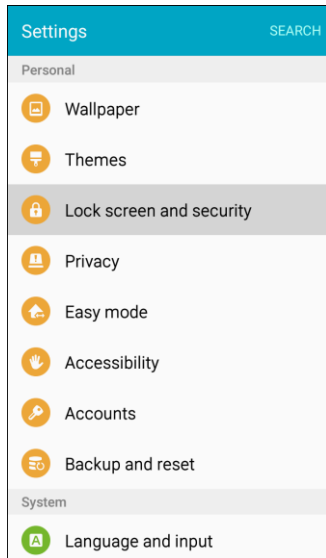 Settings SEARCH
Personal
Wallpaper
Themes
Lock screen and security
Privacy
Easy mode
Accessibility
Accounts
Backup and reset
System
A Language and input